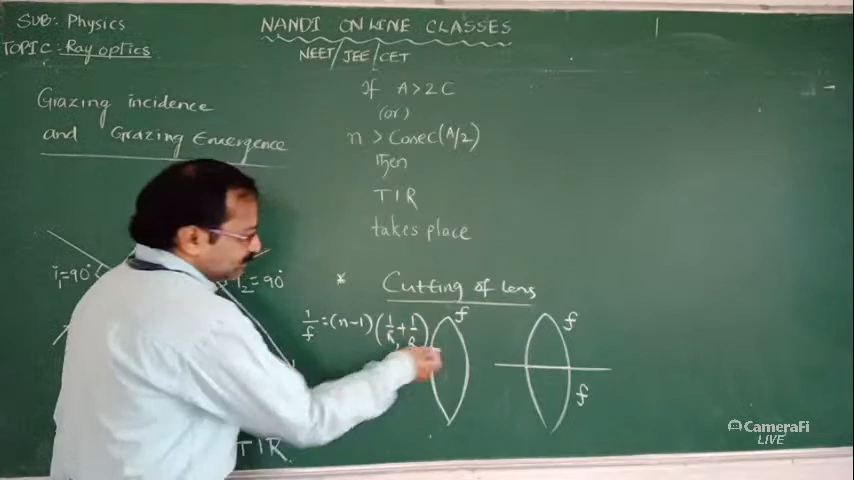 SUB:- Physics
TOPIC: Ray optics
NANDI ONLINE CLASSES
NEET/JEE/CET
Grazing incidence
and Grazing Emergence
If A>2C
(or)
n > Cosec(A/2)
Then
TIR
takes place
i₁=90°
i₂=90°
* Cutting of lens
1/f=(n-1)(1/R₁+1/R
f
f
f
TIR
CameraFi
LIVE